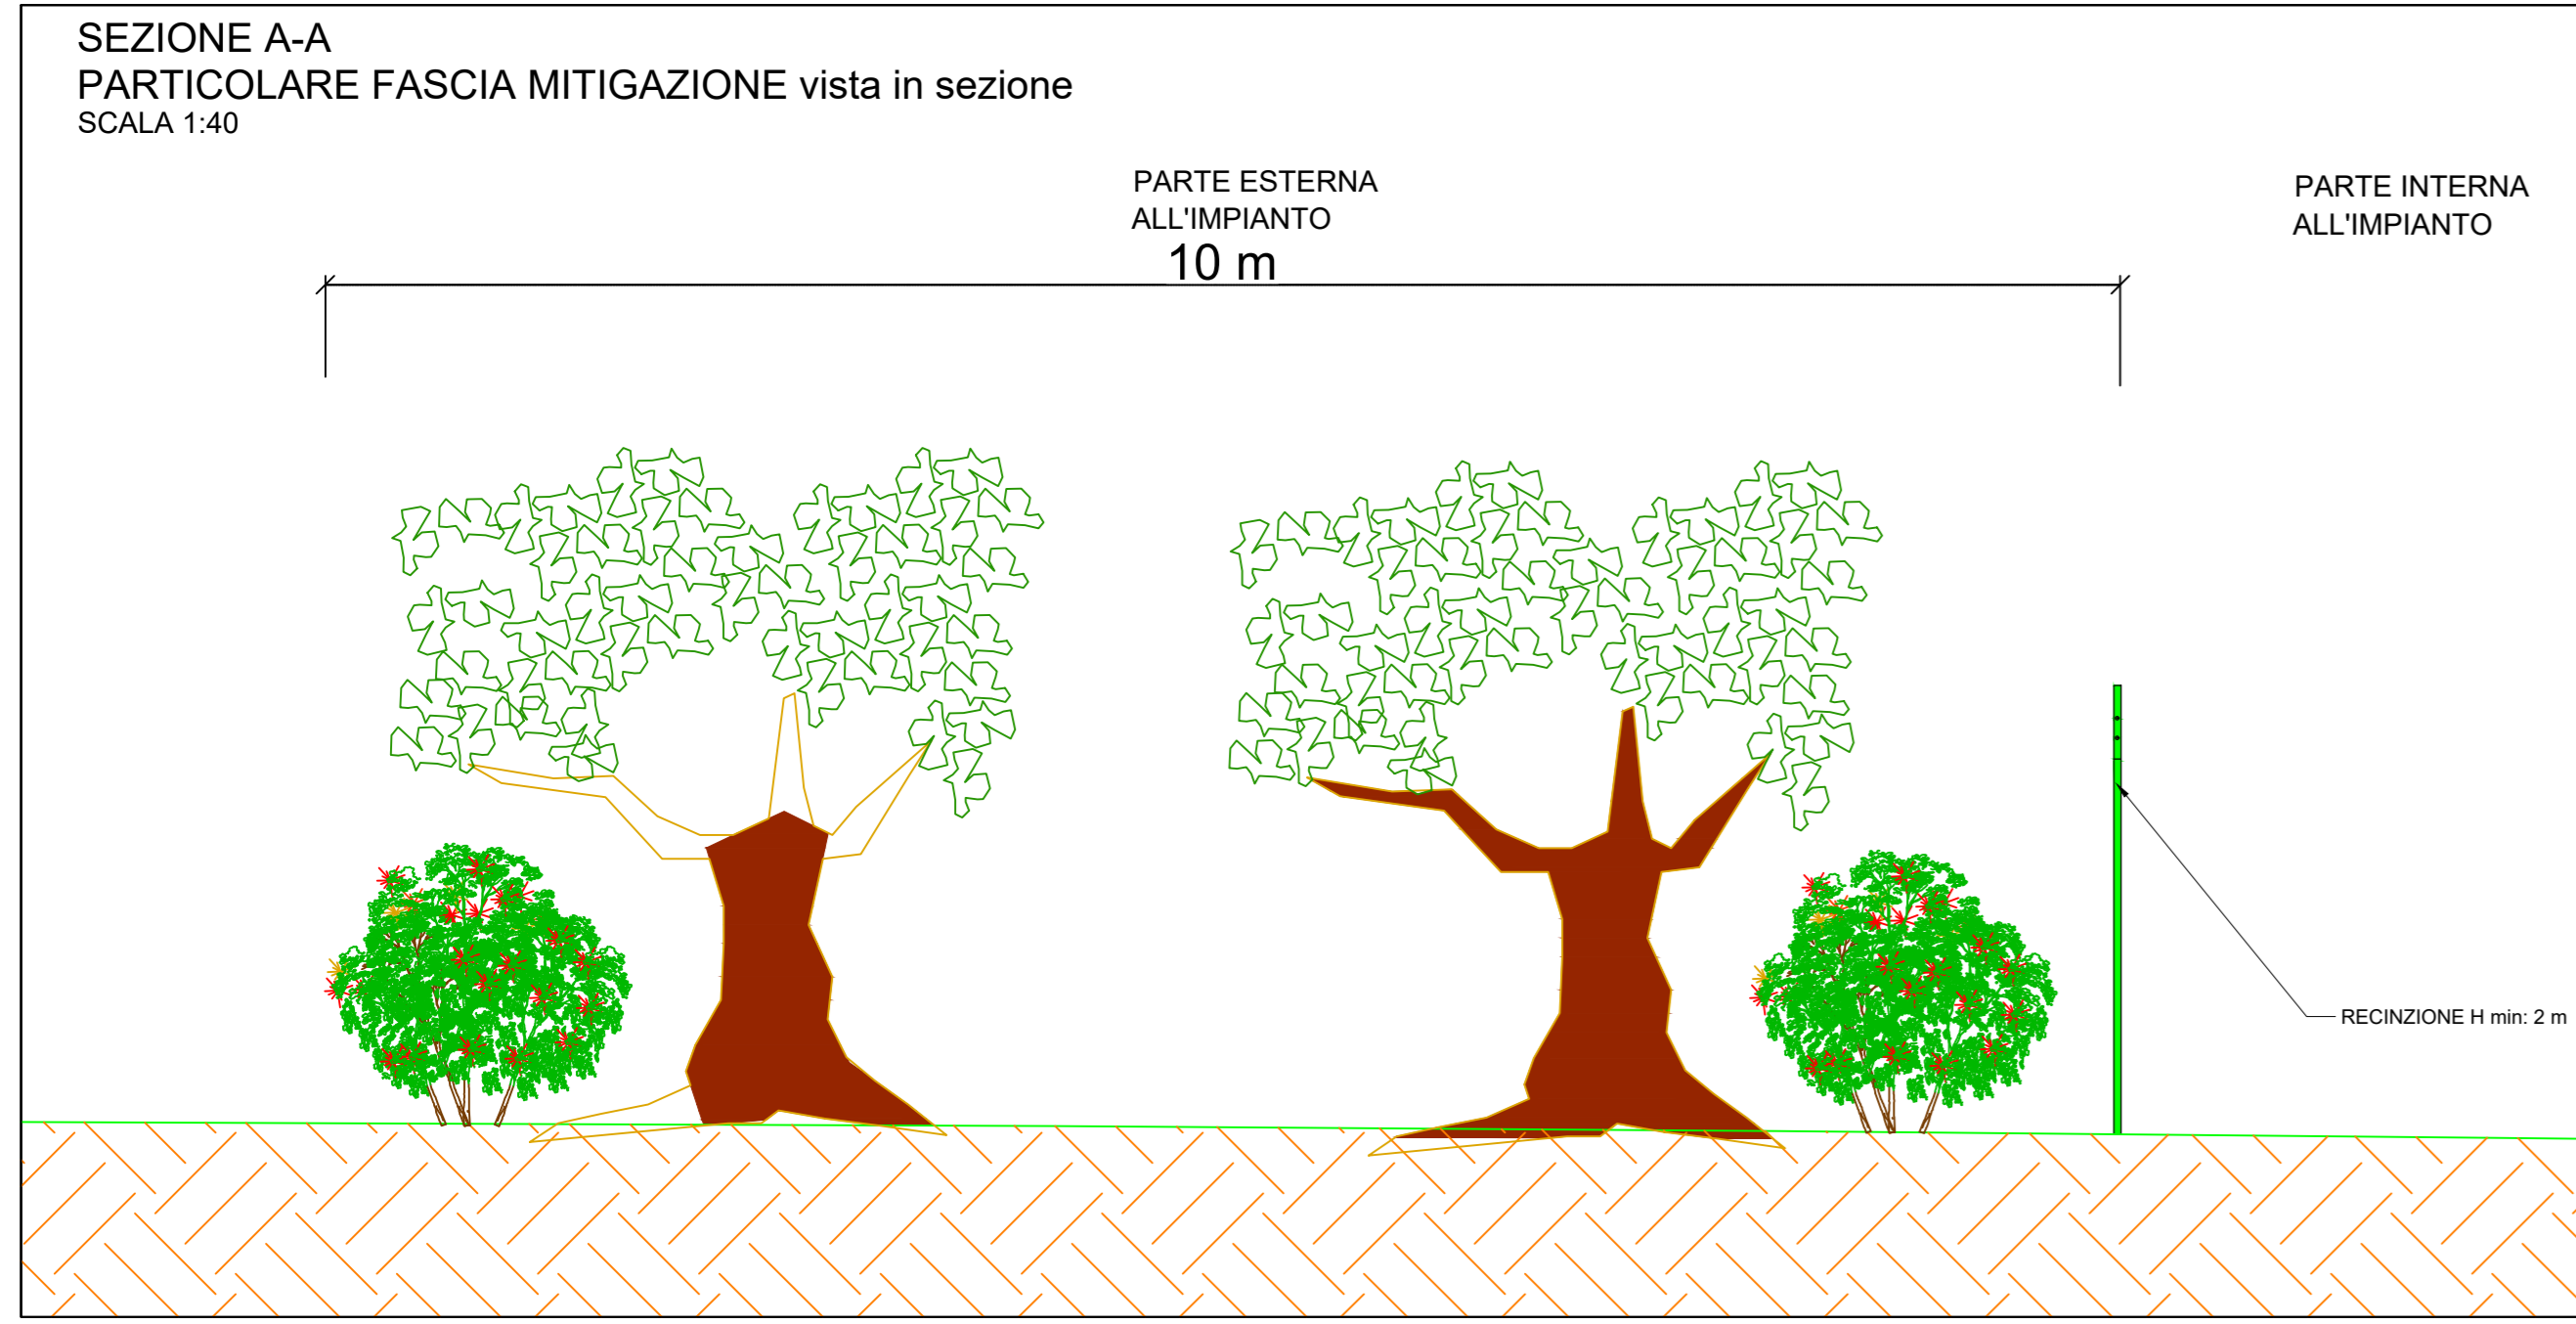 SEZIONE A-A
PARTICOLARE FASCIA MITIGAZIONE vista in sezione
SCALA 1:40
PARTE ESTERNA
ALL'IMPIANTO
10 m
PARTE INTERNA
ALL'IMPIANTO
RECINZIONE H min: 2 m